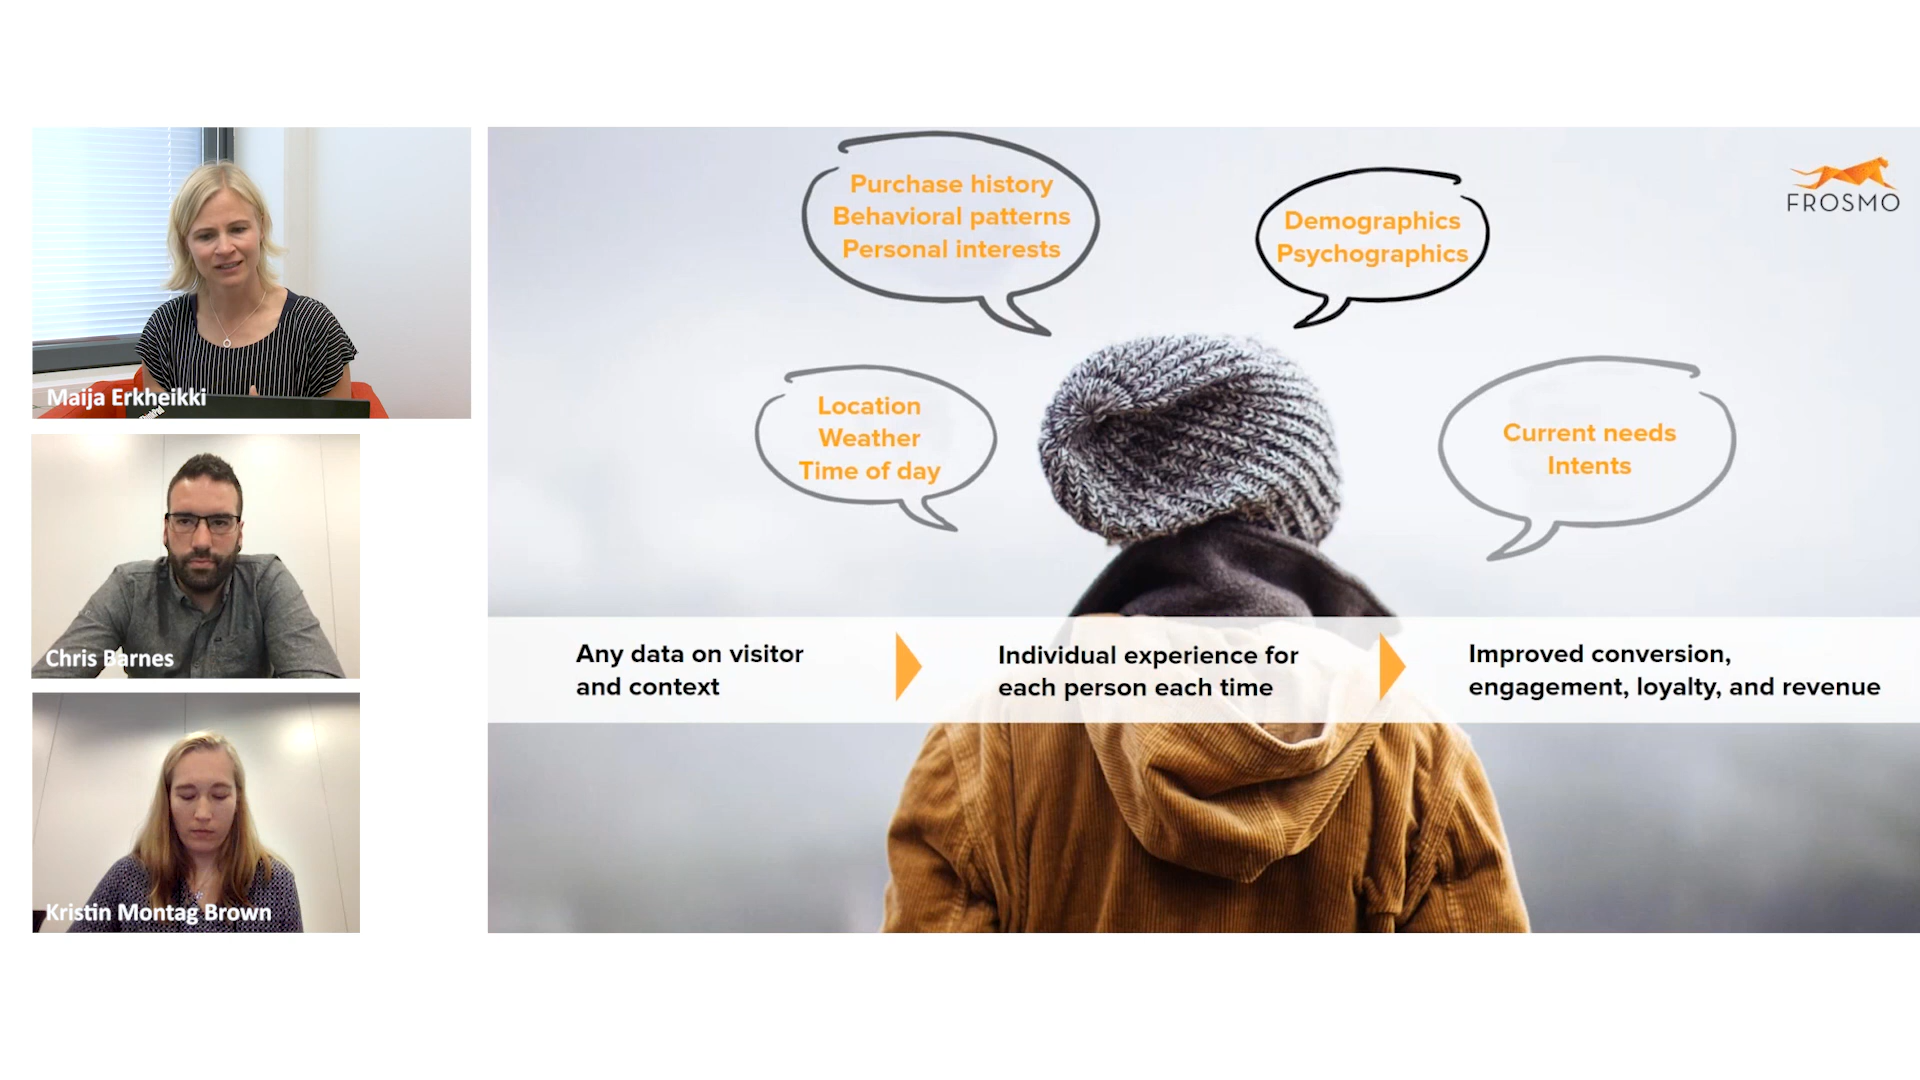 Maija Erkheikki
Chris Barnes
Kristin Montag Brown
Purchase history
Behavioral patterns
Personal interests
Demographics
Psychographics
FROSMO
Location
Weather
Time of day
Current needs
Intents
Any data on visitor
and context
Individual experience for
each person each time
Improved conversion,
engagement, loyalty, and revenue